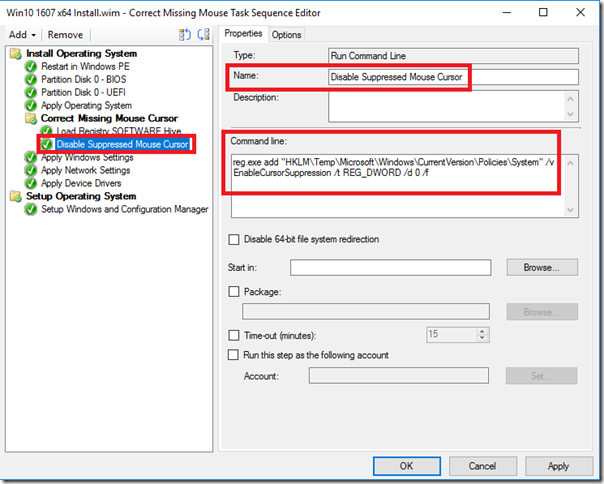 Win10 1607 x64 Install.wim - Correct Missing Mouse Task Sequence Editor
Add
Remove
Install Operating System
Restart in Windows PE
Partition Disk 0 - BIOS
Partition Disk 0 - UEFI
Apply Operating System
Correct Missing Mouse Cursor
Load Registry SOFTWARE Hive
Disable Suppressed Mouse Cursor
Apply Windows Settings
Apply Network Settings
Apply Device Drivers
Setup Operating System
Setup Windows and Configuration Manager
Properties
Options
Type:
Run Command Line
Name:
Disable Suppressed Mouse Cursor
Description:
Command line:
reg.exe add "HKLM\Temp\Microsoft\Windows\CurrentVersion\Policies\System" /v
EnableCursorSuppression /t REG_DWORD /d 0 /f
Disable 64-bit file system redirection
Start in:
Browse...
Package:
Browse...
Time-out (minutes):
15
Run this step as the following account
Account:
Set...
OK
Cancel
Apply